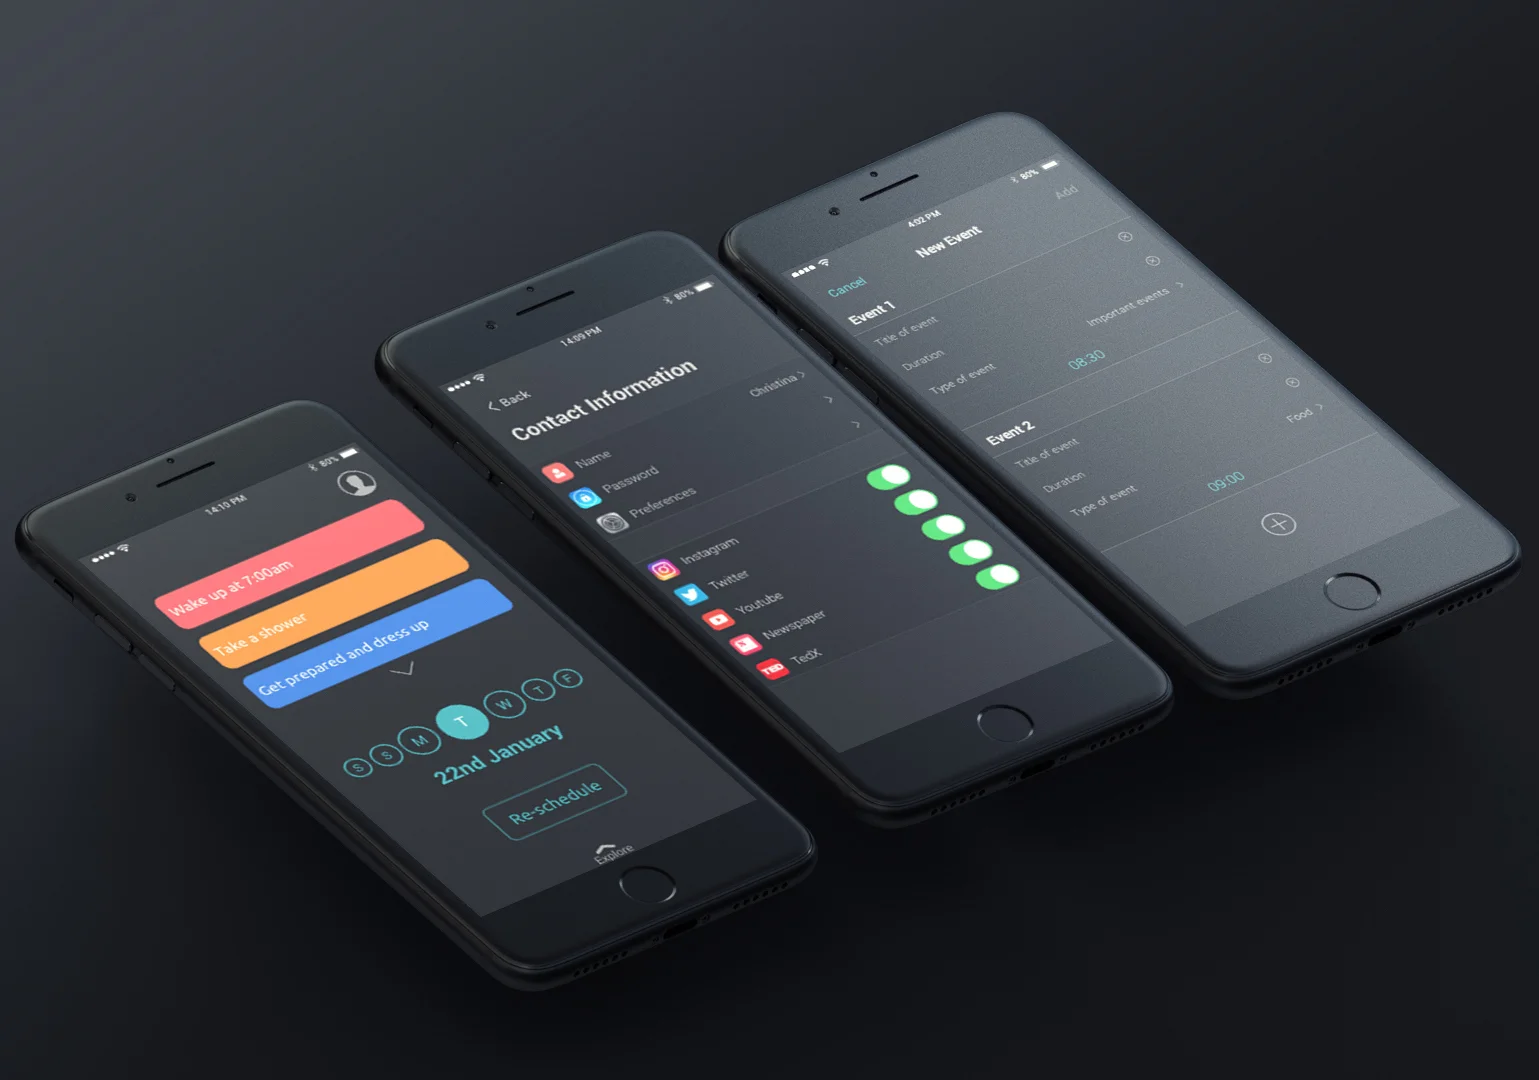 14:10 PM
80%
Wake up at 7:00am
Take a shower
Get prepared and dress up
S S M T W T F
22nd January
Re-schedule
Explore
14:09 PM
80%
Back
Contact Information
Name Christina
Password
Preferences
Instagram
Twitter
Youtube
Newspaper
TED TedX
4:02 PM
80%
Cancel New Event Add
Event 1
Title of event
Duration
Type of event Important events
08:30
Event 2
Title of event
Duration
Type of event Food
09:00